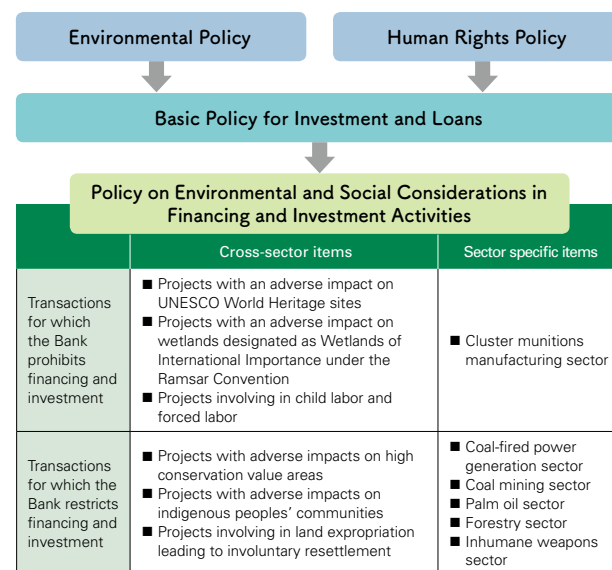 Environmental Policy
Human Rights Policy
Basic Policy for Investment and Loans
Policy on Environmental and Social Considerations in
Financing and Investment Activities
Cross-sector items
Sector specific items
Transactions
for which
the Bank
prohibits
financing and
investment
■ Projects with an adverse impact on
UNESCO World Heritage sites
■ Projects with an adverse impact on
wetlands designated as Wetlands of
International Importance under the
Ramsar Convention
■ Projects involving in child labor and
forced labor
■ Cluster munitions
manufacturing sector
Transactions
for which the
Bank restricts
financing and
investment
■ Projects with adverse impacts on high
conservation value areas
■ Projects with adverse impacts on
indigenous peoples’ communities
■ Projects involving in land expropriation
leading to involuntary resettlement
■ Coal-fired power
generation sector
■ Coal mining sector
■ Palm oil sector
■ Forestry sector
■ Inhumane weapons
sector